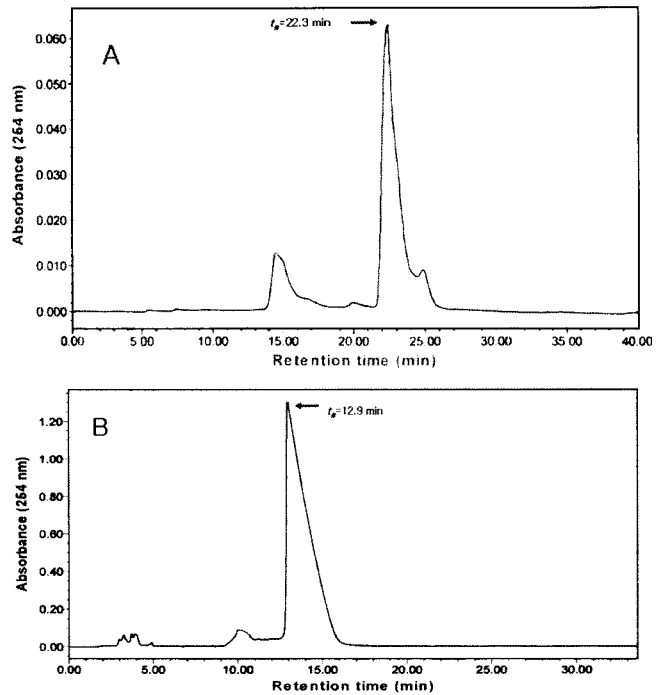 tR=22.3 min
A
0.060
0.050
0.040
0.030
0.020
0.010
0.000
Absorbance (254 nm)
0.00 5.00 10.00 15.00 20.00 25.00 30.00 35.00 40.00
Retention time (min)
B
tR=12.9 min
1.20
1.00
0.80
0.60
0.40
0.20
0.00
Absorbance (254 nm)
0.00 5.00 10.00 15.00 20.00 25.00 30.00
Retention time (min)